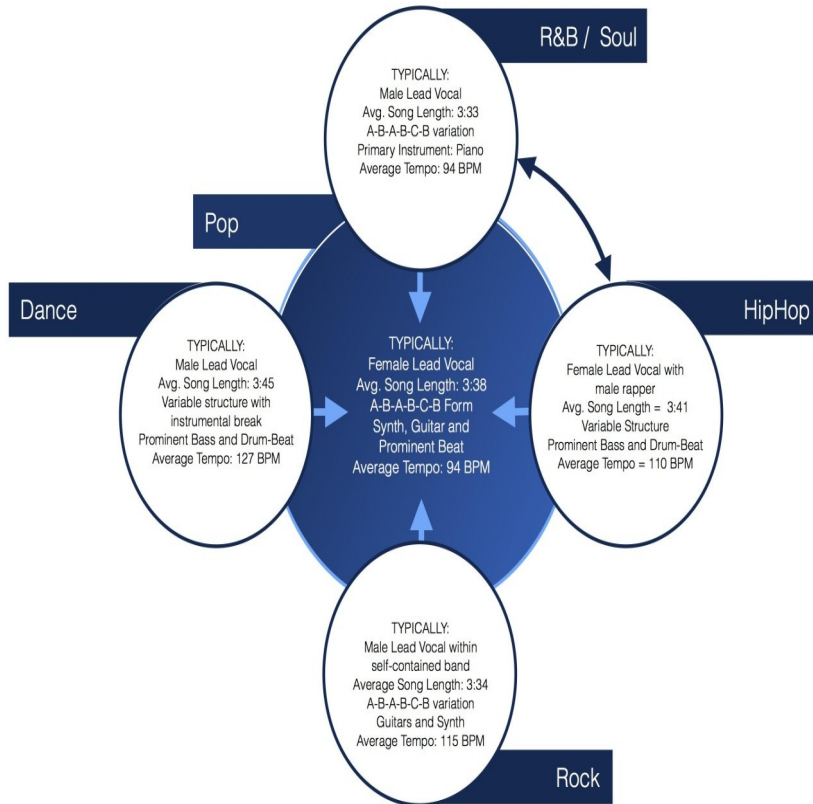 R&B / Soul
TYPICALLY:
Male Lead Vocal
Avg. Song Length: 3:33
A-B-A-B-C-B variation
Primary Instrument: Piano
Average Tempo: 94 BPM
Pop
TYPICALLY:
Female Lead Vocal
Avg. Song Length: 3:38
A-B-A-B-C-B Form
Synth, Guitar and
Prominent Beat
Average Tempo: 94 BPM
Dance
TYPICALLY:
Male Lead Vocal
Avg. Song Length: 3:45
Variable structure with
instrumental break
Prominent Bass and Drum-Beat
Average Tempo: 127 BPM
HipHop
TYPICALLY:
Female Lead Vocal with
male rapper
Avg. Song Length = 3:41
Variable Structure
Prominent Bass and Drum-Beat
Average Tempo = 110 BPM
TYPICALLY:
Male Lead Vocal within
self-contained band
Average Song Length: 3:34
A-B-A-B-C-B variation
Guitars and Synth
Average Tempo: 115 BPM
Rock